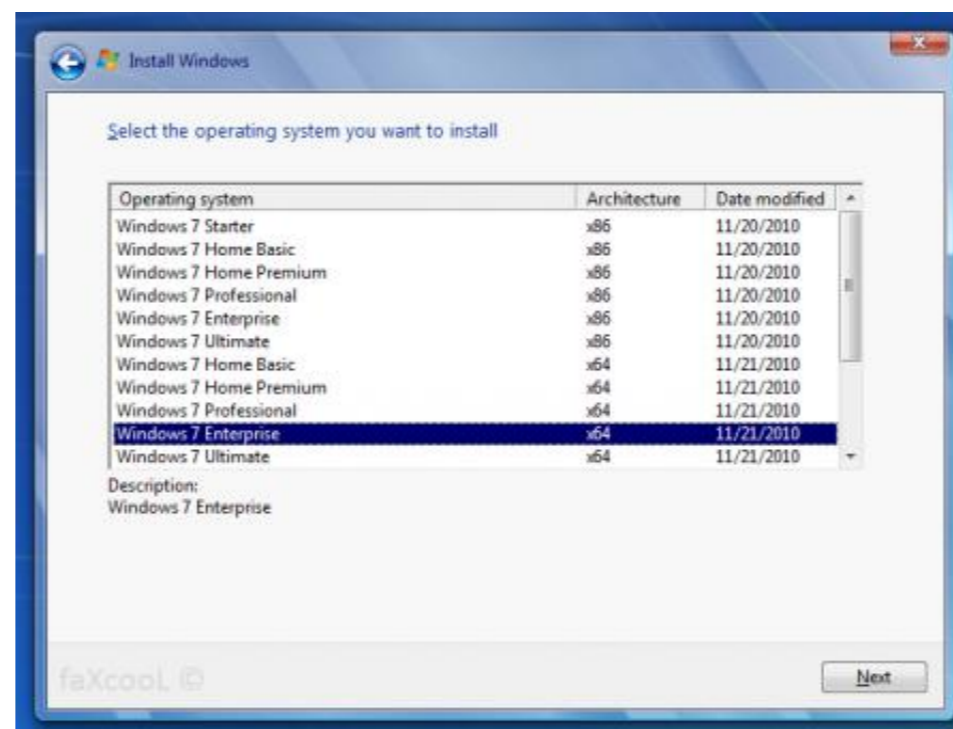 Install Windows
Select the operating system you want to install
Operating system Architecture Date modified
Windows 7 Starter x86 11/20/2010
Windows 7 Home Basic x86 11/20/2010
Windows 7 Home Premium x86 11/20/2010
Windows 7 Professional x86 11/20/2010
Windows 7 Enterprise x86 11/20/2010
Windows 7 Ultimate x86 11/20/2010
Windows 7 Home Basic x64 11/21/2010
Windows 7 Home Premium x64 11/21/2010
Windows 7 Professional x64 11/21/2010
Windows 7 Enterprise x64 11/21/2010
Windows 7 Ultimate x64 11/21/2010
Description:
Windows 7 Enterprise
faXcooL ©
Next